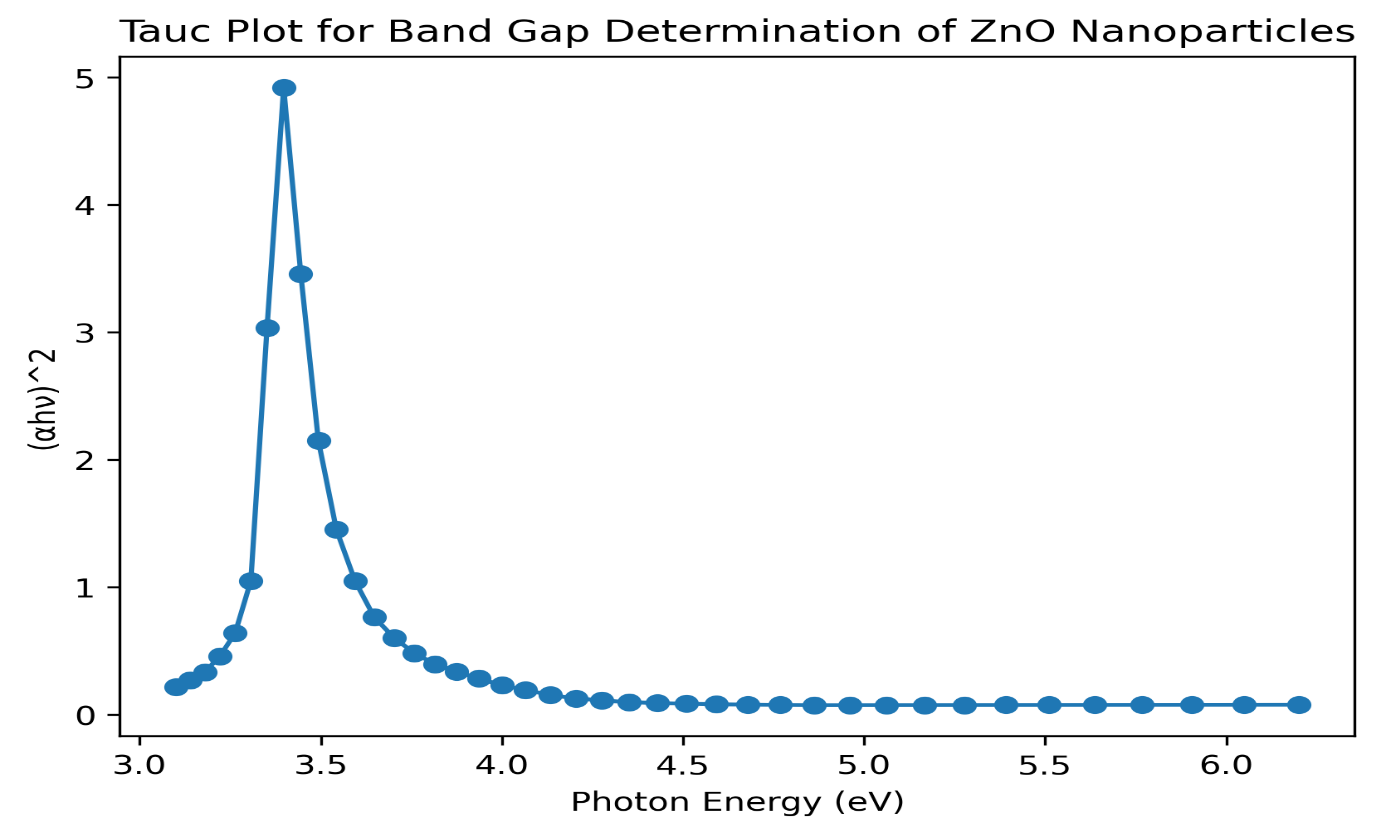 Tauc Plot for Band Gap Determination of ZnO Nanoparticles
(αhν)^2
5
4
3
2
1
0
3.0 3.5 4.0 4.5 5.0 5.5 6.0
Photon Energy (eV)